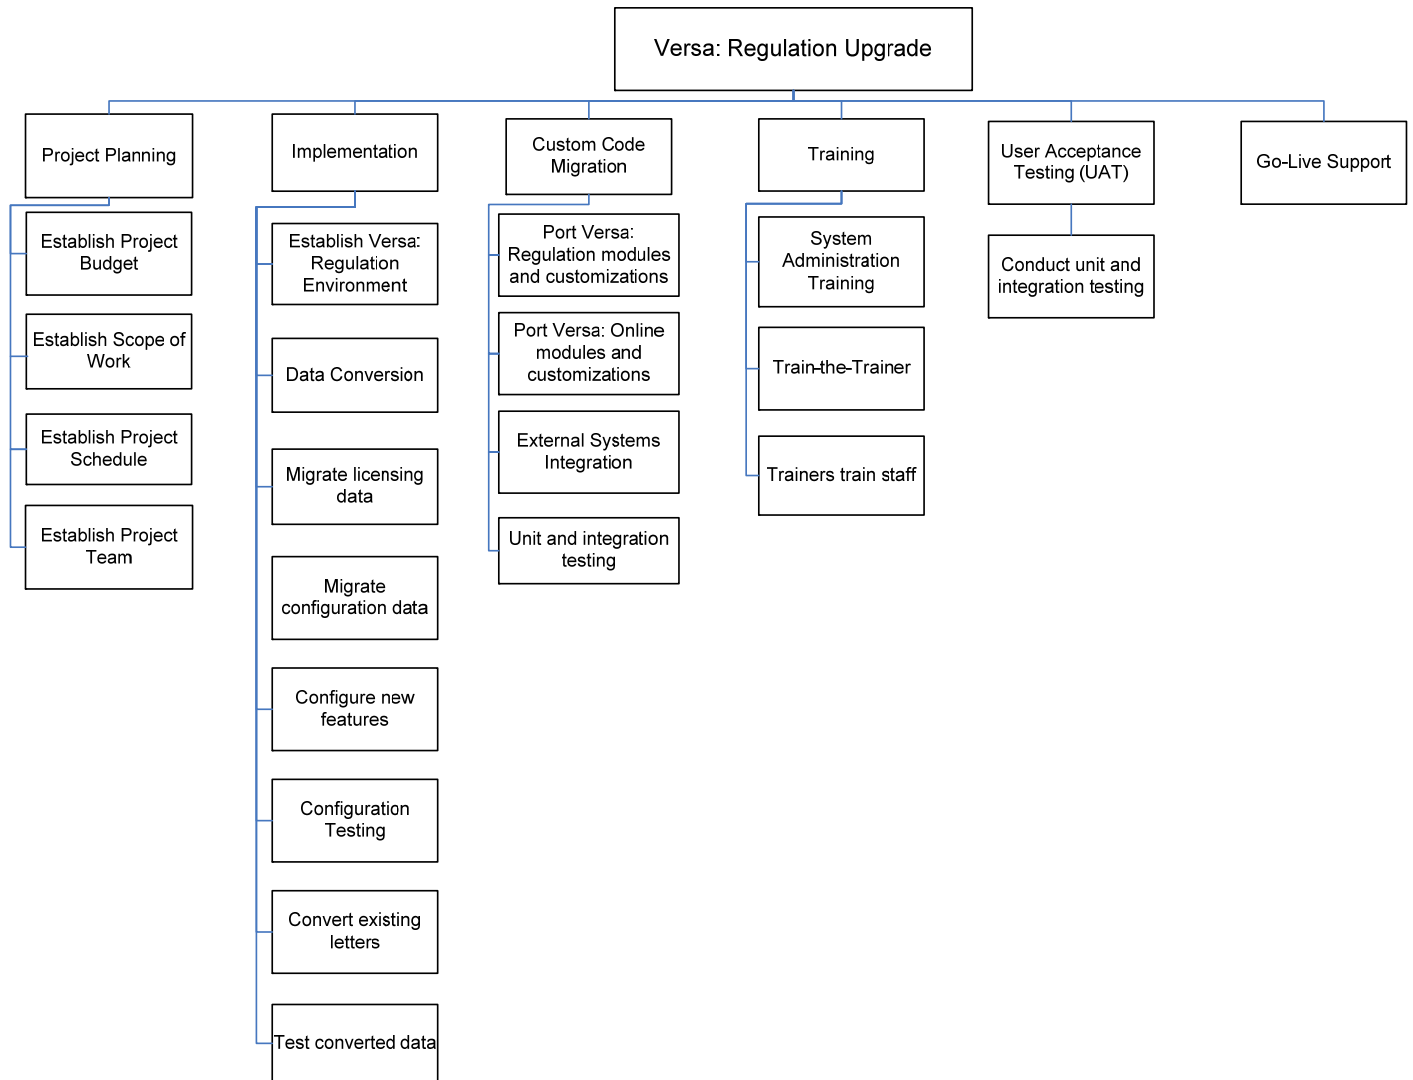 Versa: Regulation Upgrade
Project Planning
Establish Project
Budget
Establish Scope of
Work
Establish Project
Schedule
Establish Project
Team
Implementation
Establish Versa:
Regulation
Environment
Data Conversion
Migrate licensing
data
Migrate
configuration data
Configure new
features
Configuration
Testing
Convert existing
letters
Test converted data
Custom Code
Migration
Port Versa:
Regulation modules
and customizations
Port Versa: Online
modules and
customizations
External Systems
Integration
Unit and integration
testing
Training
System
Administration
Training
Train-the-Trainer
Trainers train staff
User Acceptance
Testing (UAT)
Conduct unit and
integration testing
Go-Live Support